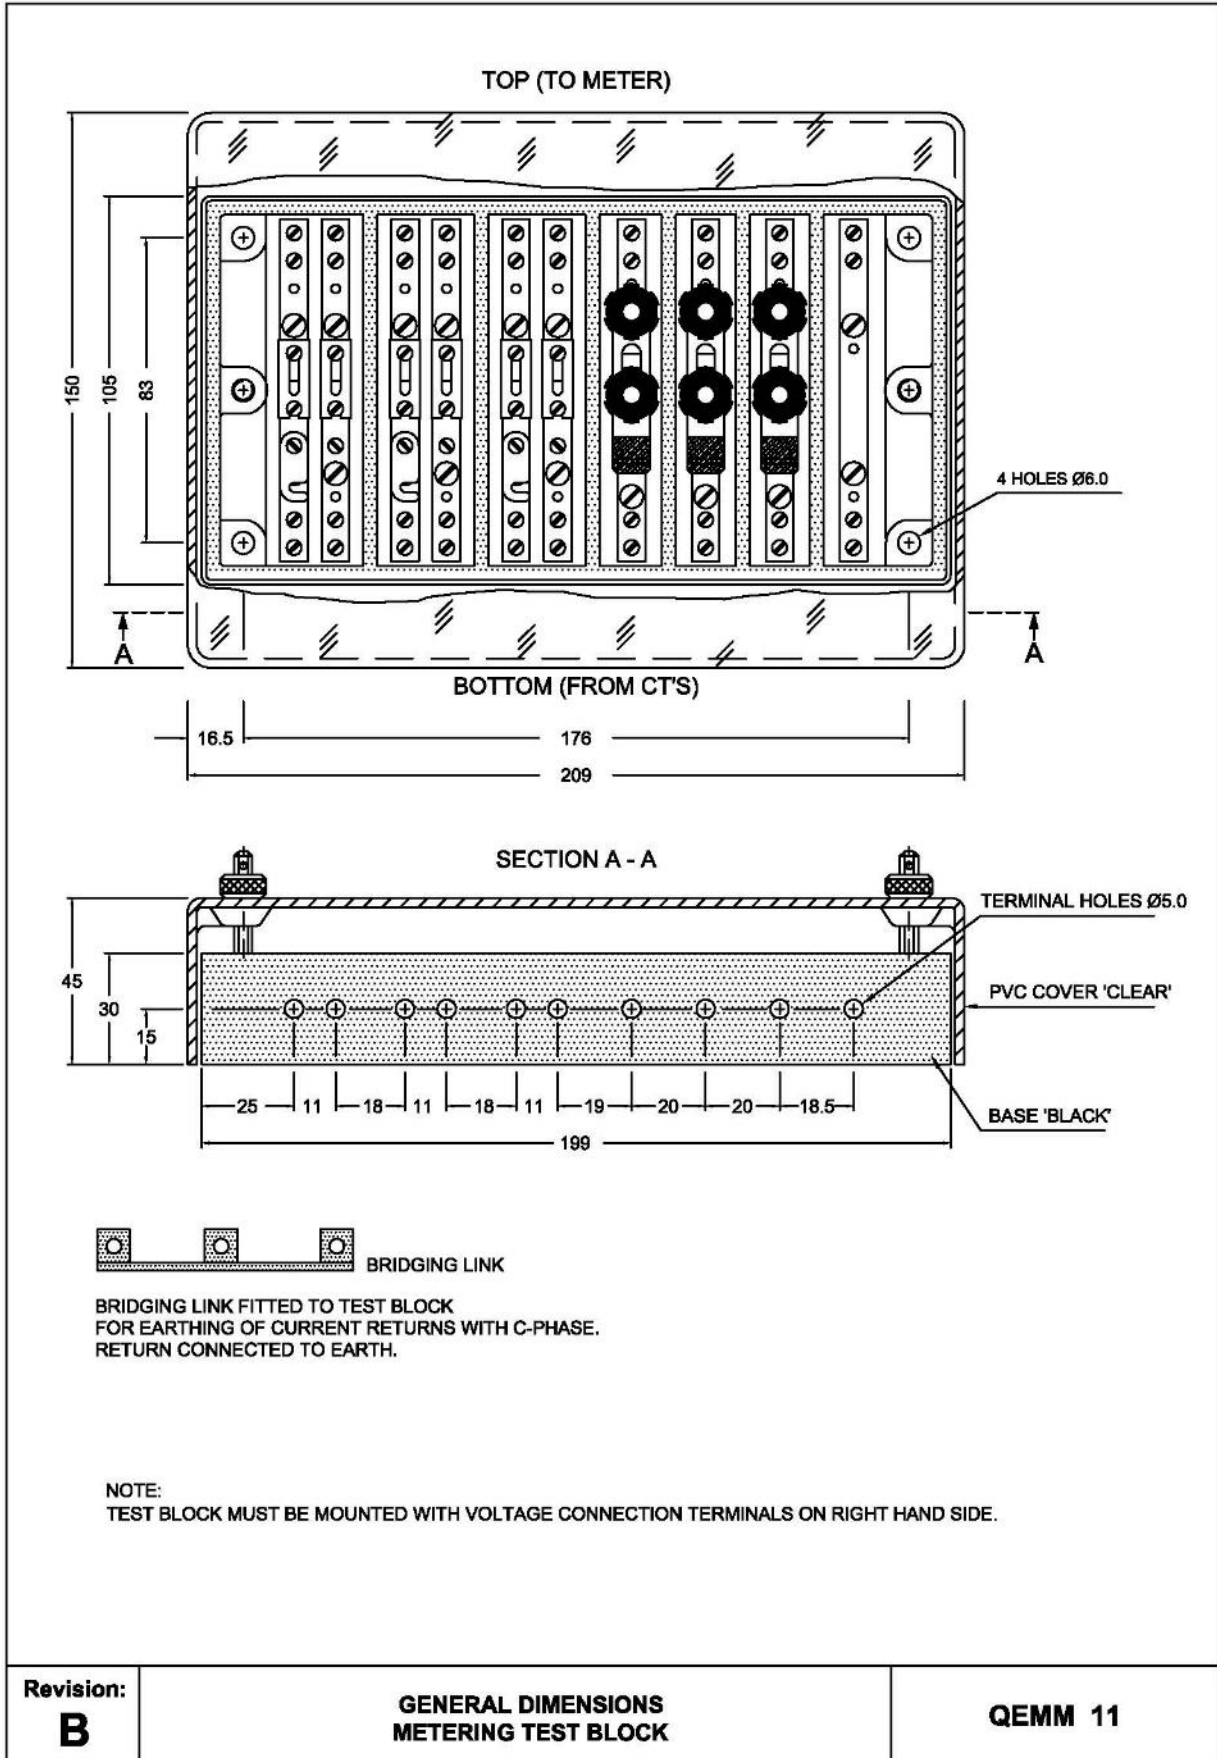 TOP (TO METER)
150
105
83
4 HOLES Ø6.0
A
A
BOTTOM (FROM CT'S)
16.5
176
209
SECTION A - A
TERMINAL HOLES Ø5.0
45
30
15
PVC COVER 'CLEAR'
25 11 18 11 18 11 19 20 20 18.5
BASE 'BLACK'
199
BRIDGING LINK
BRIDGING LINK FITTED TO TEST BLOCK
FOR EARTHING OF CURRENT RETURNS WITH C-PHASE.
RETURN CONNECTED TO EARTH.
NOTE:
TEST BLOCK MUST BE MOUNTED WITH VOLTAGE CONNECTION TERMINALS ON RIGHT HAND SIDE.
Revision:
B
GENERAL DIMENSIONS
METERING TEST BLOCK
QEMM 11